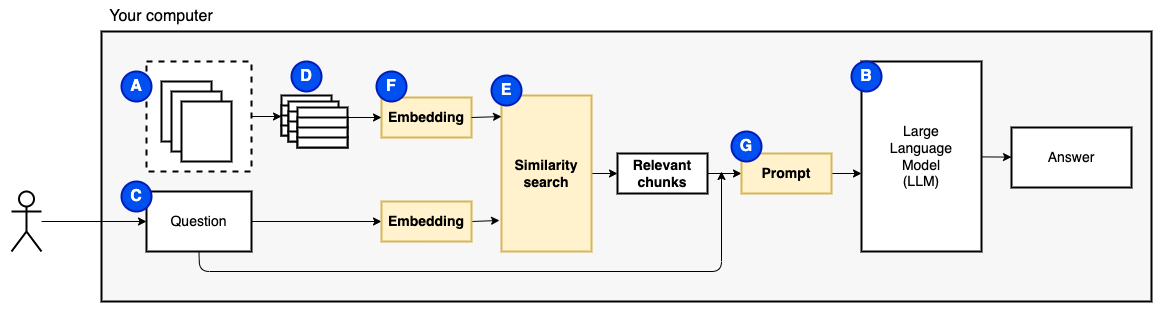 Your computer
A
D
F
E
B
Embedding
Large
Language
Model
(LLM)
Similarity
search
Relevant
chunks
G
Prompt
Answer
C
Question
Embedding